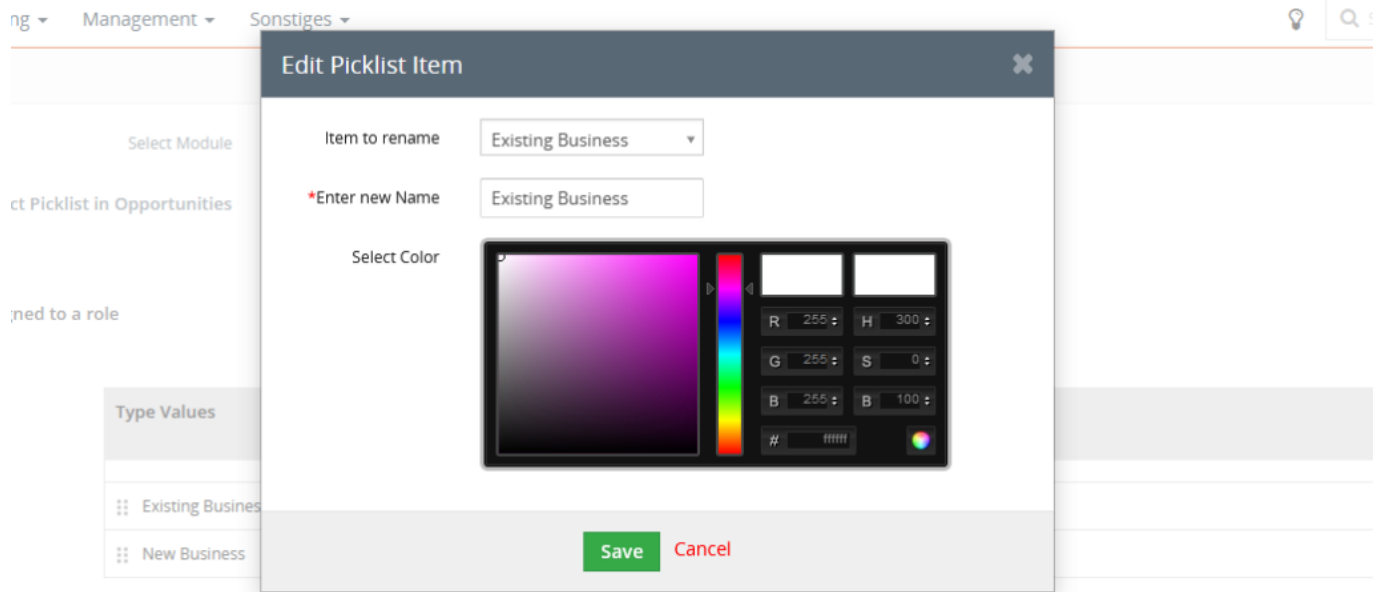 ng Management Sonstiges
Edit Picklist Item
Select Module
Item to rename Existing Business
ct Picklist in Opportunities
*Enter new Name Existing Business
Select Color
R 255 H 300
gned to a role
G 255 S 0
B 255 B 100
# ffffff
Type Values
Existing Busines
New Business
Save Cancel